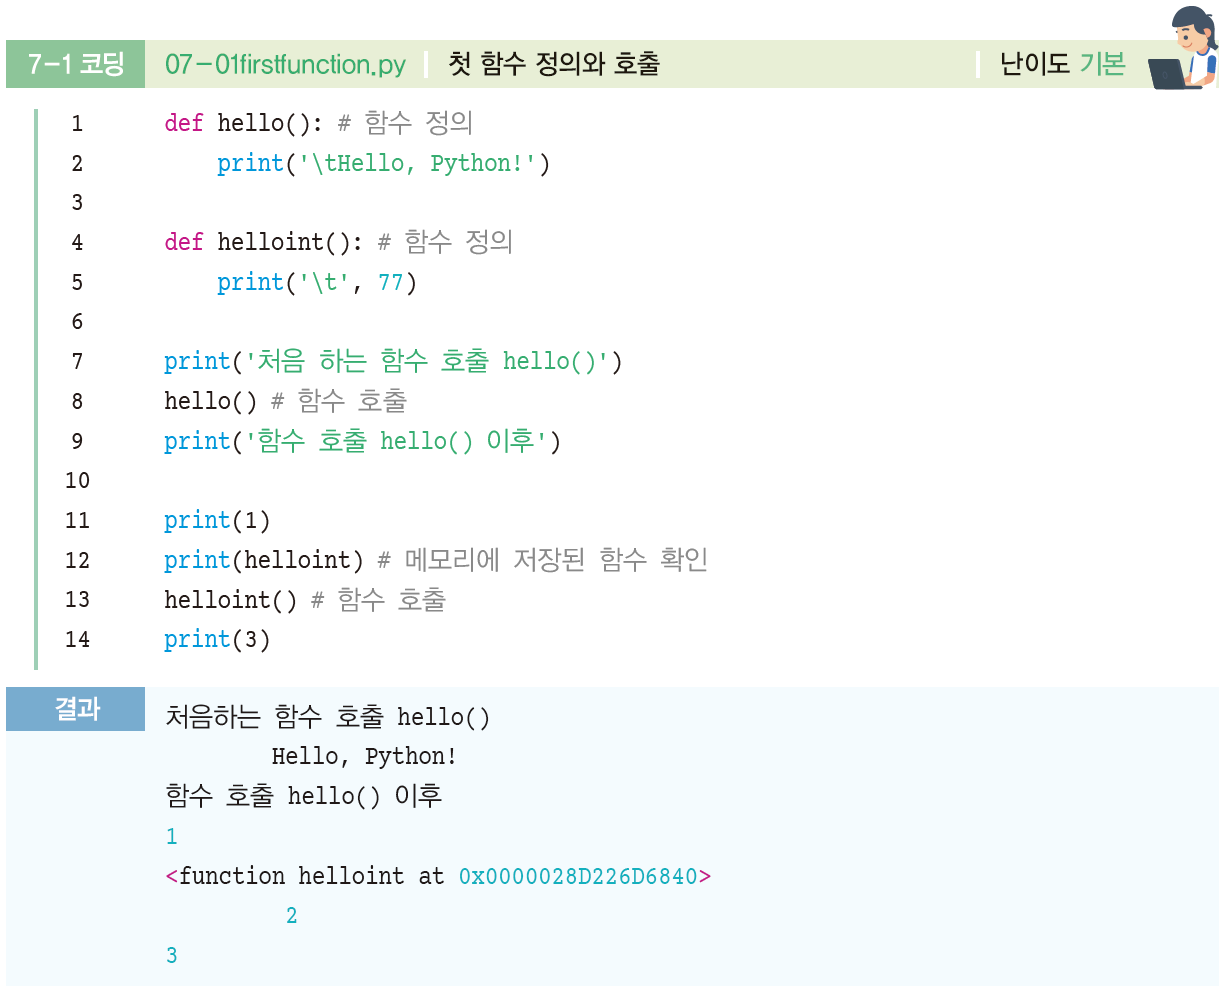 7-1 코딩 07-01firstfunction.py 첫 함수 정의와 호출 난이도 기본
1 def hello(): # 함수 정의
2     print('\tHello, Python!')
3
4 def helloint(): # 함수 정의
5     print('\t', 77)
6
7 print('처음 하는 함수 호출 hello()')
8 hello() # 함수 호출
9 print('함수 호출 hello() 이후')
10
11 print(1)
12 print(helloint) # 메모리에 저장된 함수 확인
13 helloint() # 함수 호출
14 print(3)
결과
처음하는 함수 호출 hello()
        Hello, Python!
함수 호출 hello() 이후
1
<function helloint at 0x0000028D226D6840>
         2
3